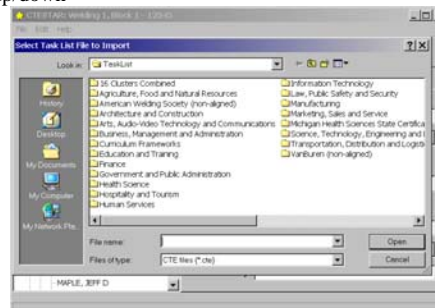 CTESTAR: Welding 1, Block 1 - 120-D
File Edit Help
Select Task List File to Import
Look in: TaskList
History
Desktop
My Documents
My Computer
My Network Pla...
16 Clusters Combined
Agriculture, Food and Natural Resources
American Welding Society (non-aligned)
Architecture and Construction
Arts, Audio-Video Technology and Communications
Business, Management and Administration
Curriculum Frameworks
Education and Training
Finance
Government and Public Administration
Health Science
Hospitality and Tourism
Human Services
Information Technology
Law, Public Safety and Security
Manufacturing
Marketing, Sales and Service
Michigan Health Sciences State Certifica
Science, Technology, Engineering and
Transportation, Distribution and Logisti
VanBuren (non-aligned)
File name:
Open
Files of type: CTE files (*.cte)
Cancel
MAPLE, JEFF D